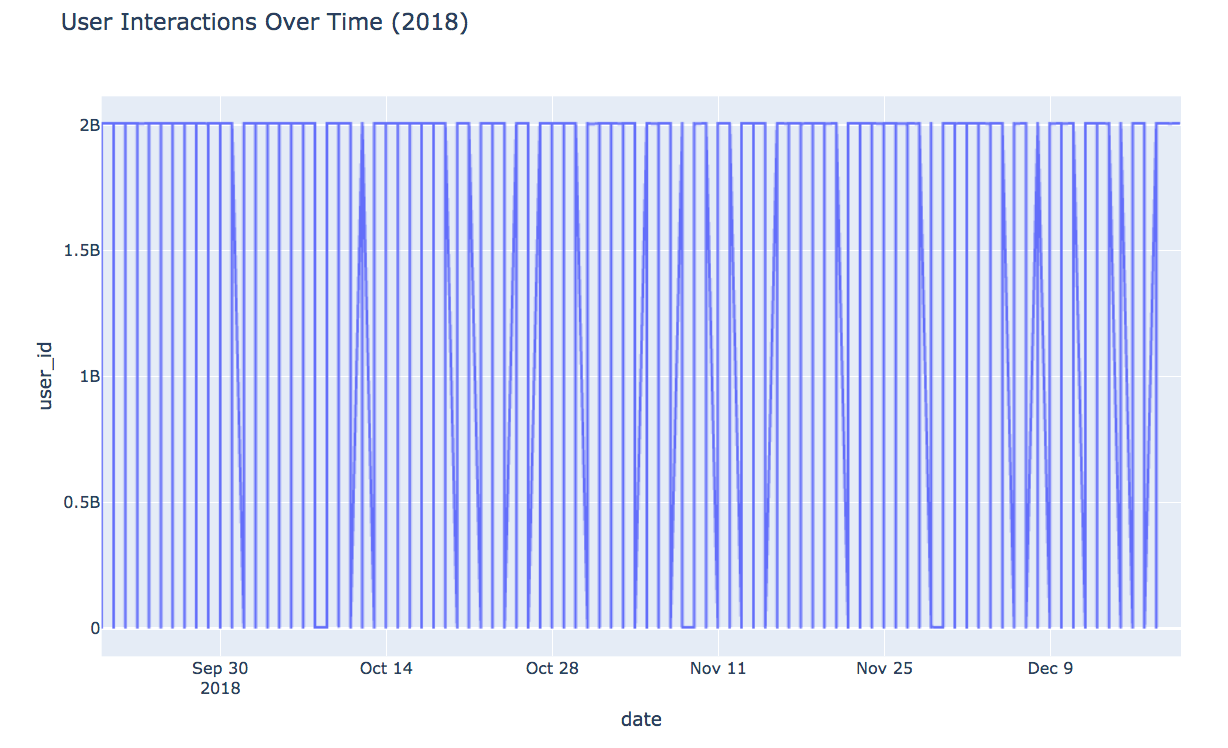 User Interactions Over Time (2018)
2B
1.5B
1B
0.5B
0
user_id
Sep 30
2018
Oct 14
Oct 28
Nov 11
Nov 25
Dec 9
date